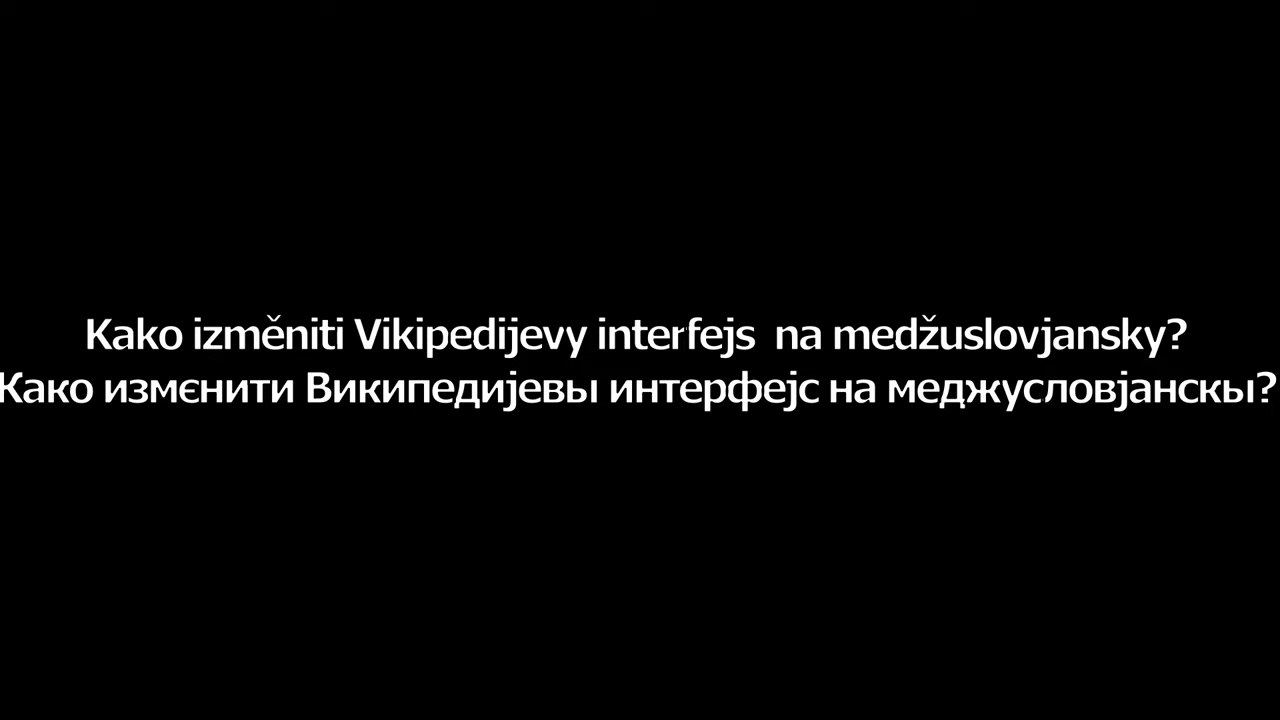 Kako izměniti Vikipedijevy interfejs na medžuslovjansky?
Како измєнити Википедијевы интерфејс на меджусловјанскы?